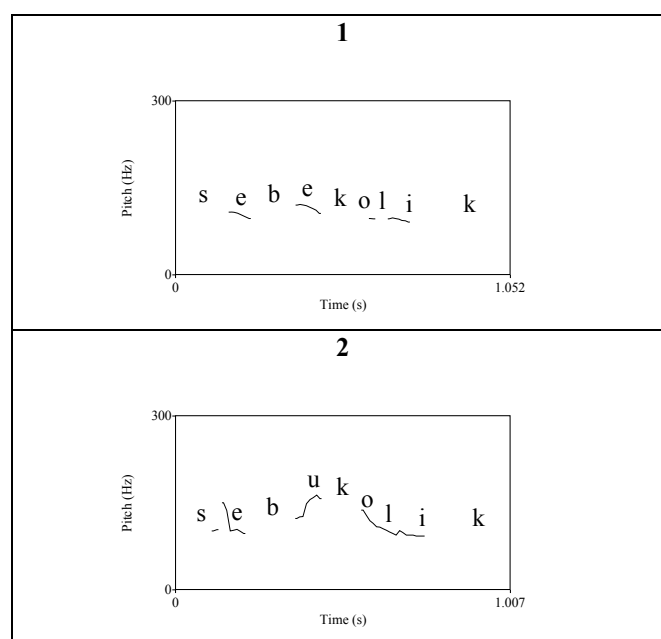 1
300
Pitch (Hz)
s e b e k o l i k
0
0 1.052
Time (s)
2
300
Pitch (Hz)
s e b u k o l i k
0
0 1.007
Time (s)